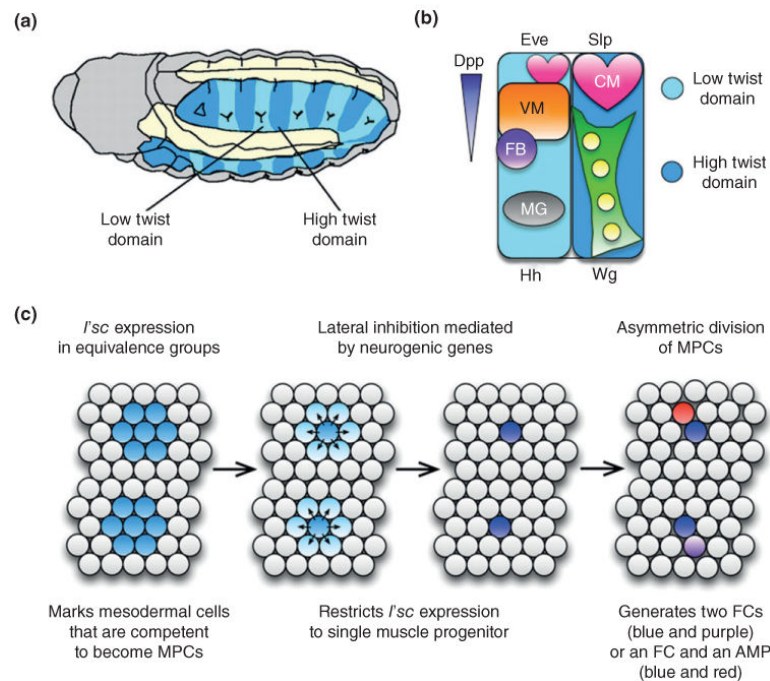 (a)
Low twist
domain
High twist
domain
(b)
Eve
Slp
Dpp
CM
VM
FB
MG
Hh
Wg
Low twist
domain
High twist
domain
(c)
l'sc expression
in equivalence groups
Lateral inhibition mediated
by neurogenic genes
Asymmetric division
of MPCs
Marks mesodermal cells
that are competent
to become MPCs
Restricts l'sc expression
to single muscle progenitor
Generates two FCs
(blue and purple)
or an FC and an AMP
(blue and red)